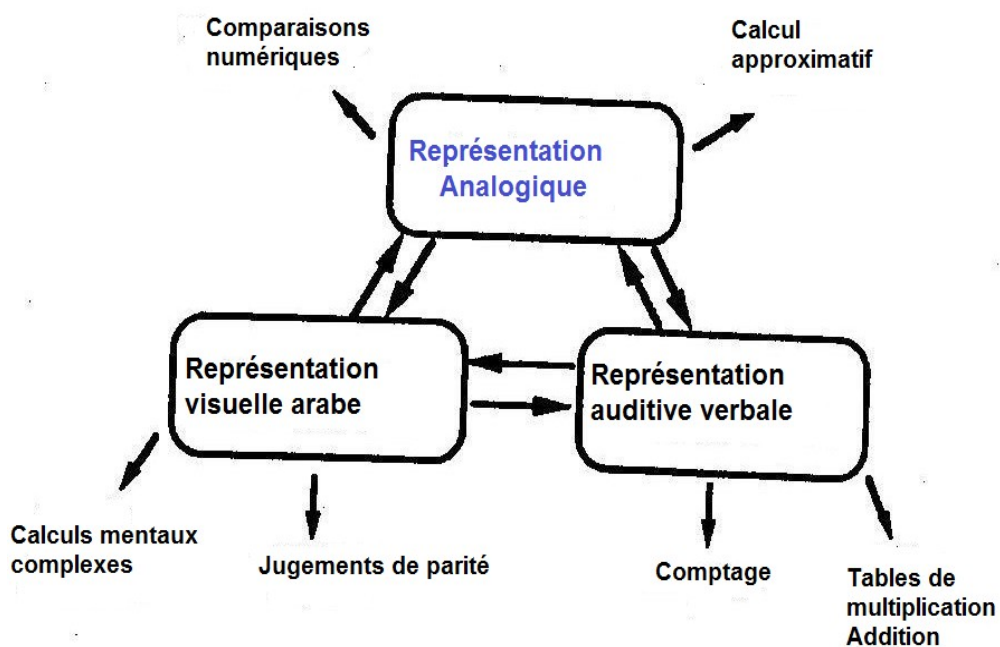 Comparaisons
numériques
Calcul
approximatif
Représentation
Analogique
Représentation
visuelle arabe
Représentation
auditive verbale
Calculs mentaux
complexes
Jugements de parité
Comptage
Tables de
multiplication
Addition